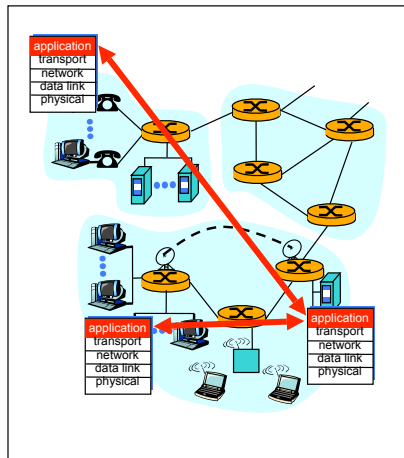 application
transport
network
data link
physical
application
transport
network
data link
physical
application
transport
network
data link
physical